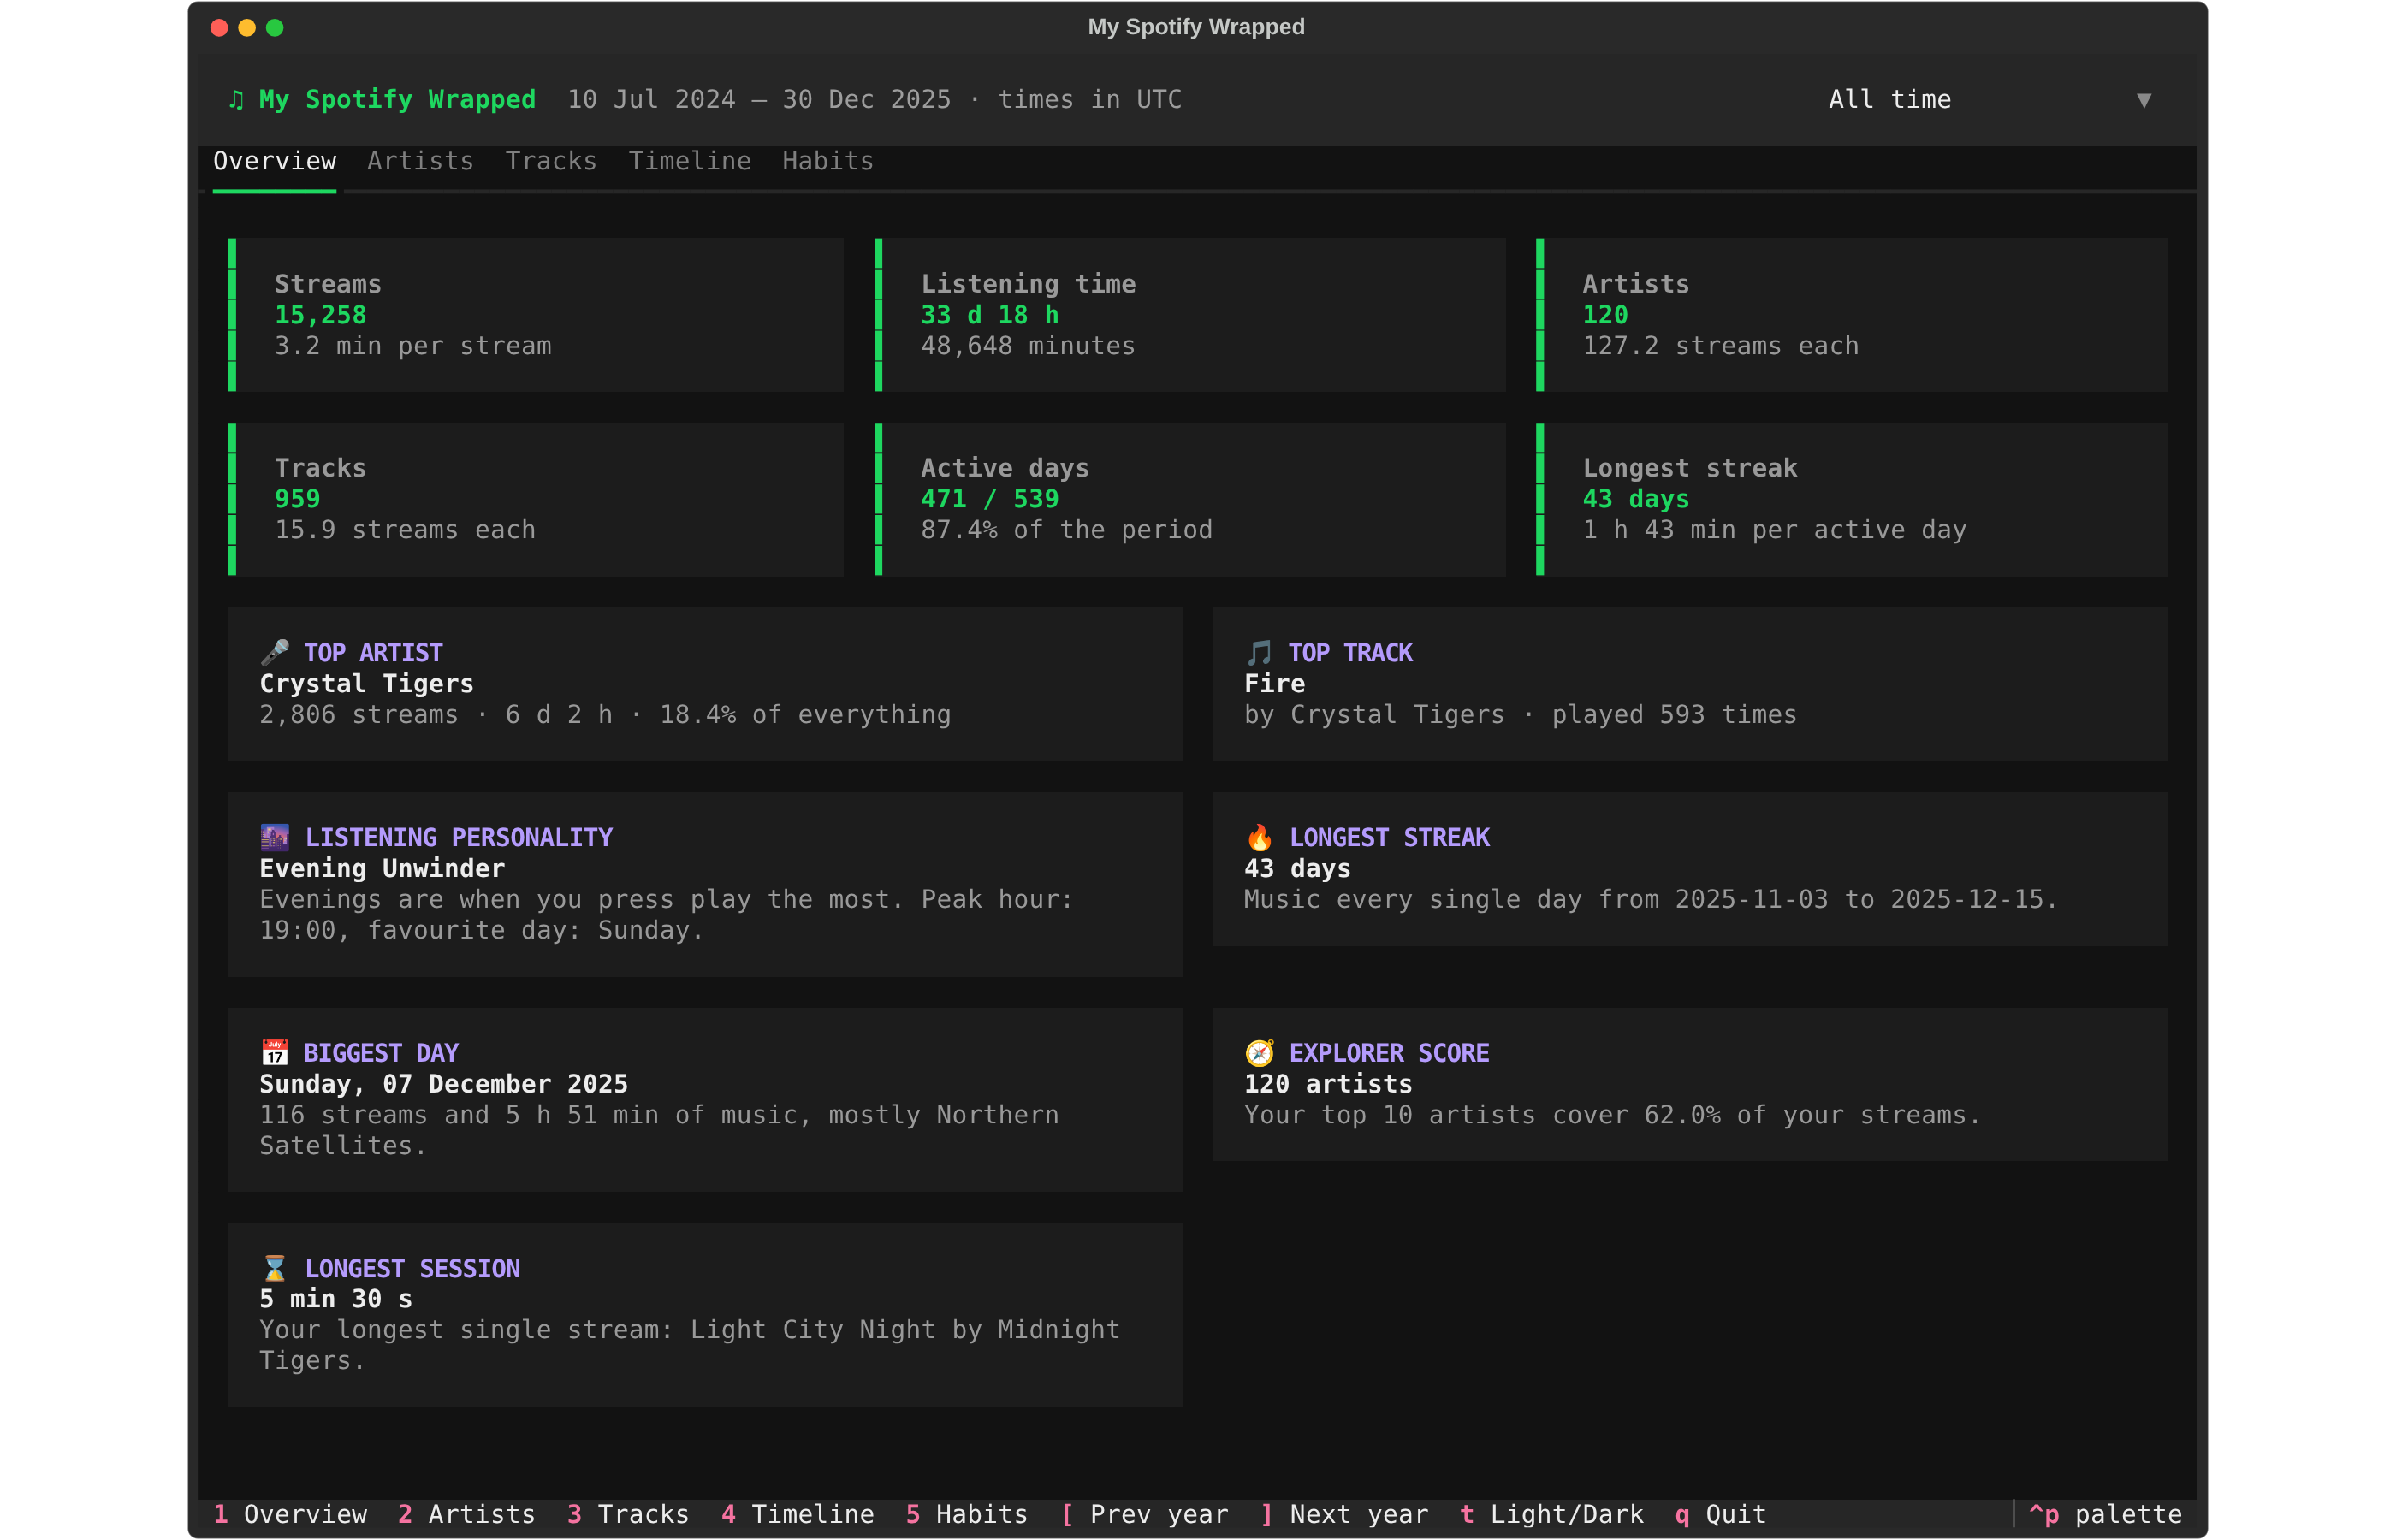 My Spotify Wrapped
♫ My Spotify Wrapped 10 Jul 2024 – 30 Dec 2025 · times in UTC All time ▼
Overview Artists Tracks Timeline Habits
Streams
15,258
3.2 min per stream
Listening time
33 d 18 h
48,648 minutes
Artists
120
127.2 streams each
Tracks
959
15.9 streams each
Active days
471 / 539
87.4% of the period
Longest streak
43 days
1 h 43 min per active day
🎤 TOP ARTIST
Crystal Tigers
2,806 streams · 6 d 2 h · 18.4% of everything
🎵 TOP TRACK
Fire
by Crystal Tigers · played 593 times
🌆 LISTENING PERSONALITY
Evening Unwinder
Evenings are when you press play the most. Peak hour:
19:00, favourite day: Sunday.
🔥 LONGEST STREAK
43 days
Music every single day from 2025-11-03 to 2025-12-15.
📅 BIGGEST DAY
Sunday, 07 December 2025
116 streams and 5 h 51 min of music, mostly Northern
Satellites.
🧭 EXPLORER SCORE
120 artists
Your top 10 artists cover 62.0% of your streams.
⌛ LONGEST SESSION
5 min 30 s
Your longest single stream: Light City Night by Midnight
Tigers.
1 Overview 2 Artists 3 Tracks 4 Timeline 5 Habits [ Prev year ] Next year t Light/Dark q Quit ^p palette